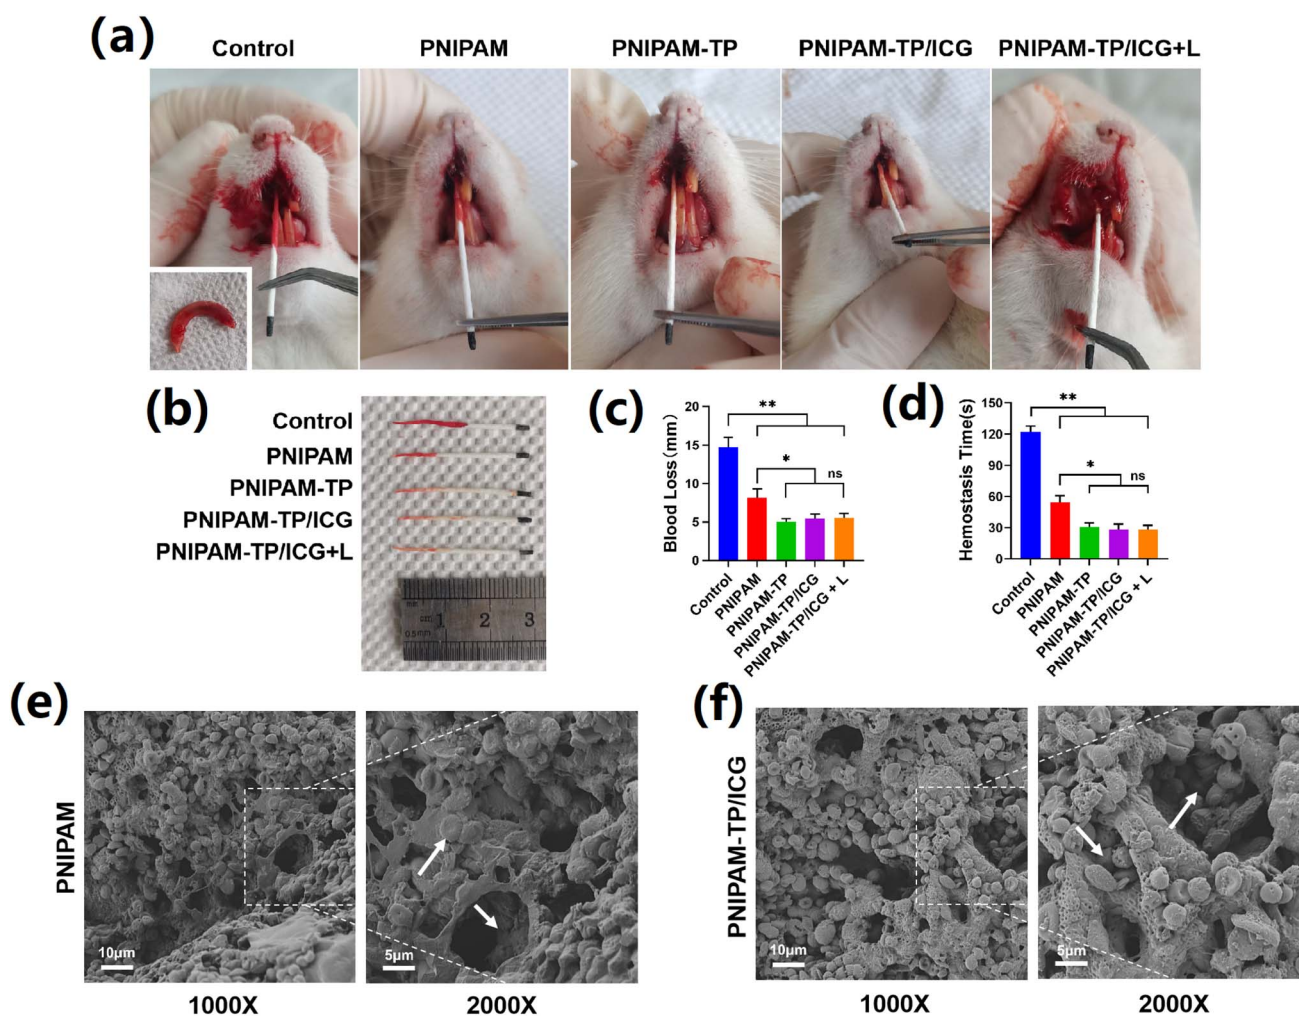 (a)
Control
PNIPAM
PNIPAM-TP
PNIPAM-TP/ICG
PNIPAM-TP/ICG+L
(b)
Control
PNIPAM
PNIPAM-TP
PNIPAM-TP/ICG
PNIPAM-TP/ICG+L
mm
cm 1 2 3
0.5mm
(c)
Blood Loss(mm)
20
15
10
5
0
**
*
ns
Control
PNIPAM
PNIPAM-TP
PNIPAM-TP/ICG
PNIPAM-TP/ICG + L
(d)
Hemostasis Time(s)
150
120
90
60
30
0
**
*
ns
Control
PNIPAM
PNIPAM-TP
PNIPAM-TP/ICG
PNIPAM-TP/ICG + L
(e)
PNIPAM
10μm
5μm
1000X
2000X
(f)
PNIPAM-TP/ICG
10μm
5μm
1000X
2000X